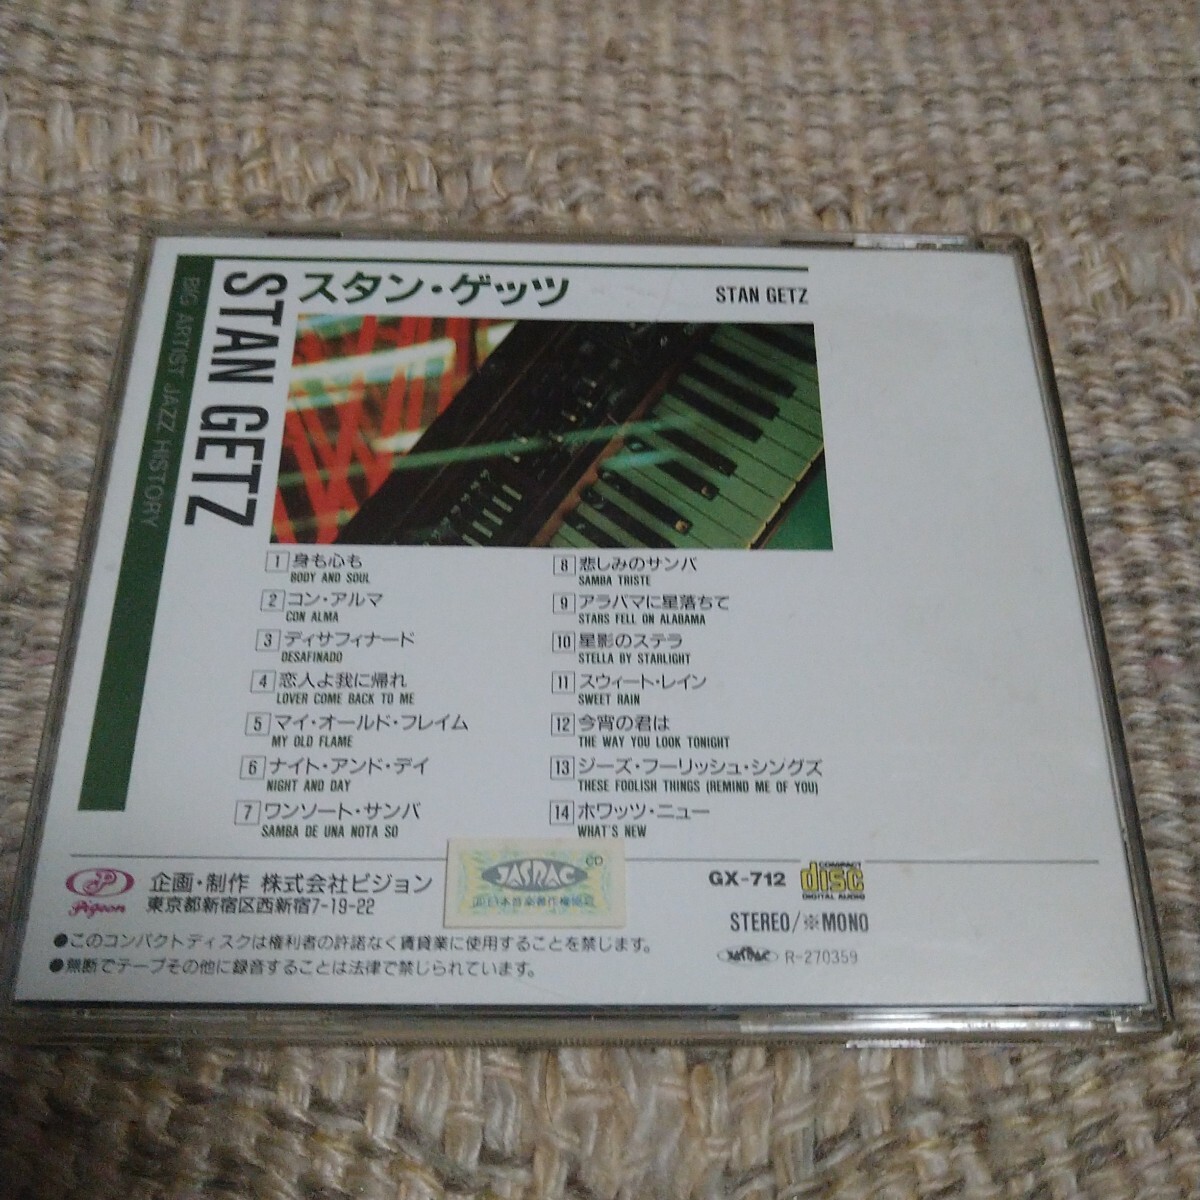 BIG ARTIST JAZZ HISTORY
STAN GETZ
スタン・ゲッツ
STAN GETZ
1 身も心も
BODY AND SOUL
2 コン・アルマ
CON ALMA
3 ディサフィナード
DESAFINADO
4 恋人よ我に帰れ
LOVER COME BACK TO ME
5 マイ・オールド・フレイム
MY OLD FLAME
6 ナイト・アンド・デイ
NIGHT AND DAY
7 ワンソート・サンバ
SAMBA DE UNA NOTA SO
8 悲しみのサンバ
SAMBA TRISTE
9 アラバマに星落ちて
STARS FELL ON ALABAMA
10 星影のステラ
STELLA BY STARLIGHT
11 スウィート・レイン
SWEET RAIN
12 今宵の君は
THE WAY YOU LOOK TONIGHT
13 ジーズ・フーリッシュ・シングズ
THESE FOOLISH THINGS (REMIND ME OF YOU)
14 ホワッツ・ニュー
WHAT'S NEW
Pigeon
企画・制作 株式会社ピジョン
東京都新宿区西新宿7-19-22
CD
JASRAC
日本音楽著作権協会
GX-712
COMPACT
disc
DIGITAL AUDIO
STEREO/※MONO
JASRAC R-270359
●このコンパクトディスクは権利者の許諾なく賃貸業に使用することを禁じます。
●無断でテープその他に録音することは法律で禁じられています。